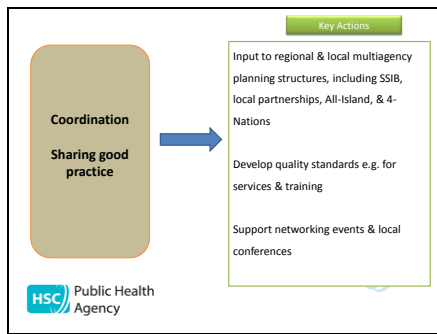 Key Actions
Coordination
Sharing good
practice
Input to regional & local multiagency
planning structures, including SSIB,
local partnerships, All-Island, & 4-
Nations
Develop quality standards e.g. for
services & training
Support networking events & local
conferences
HSC Public Health
Agency